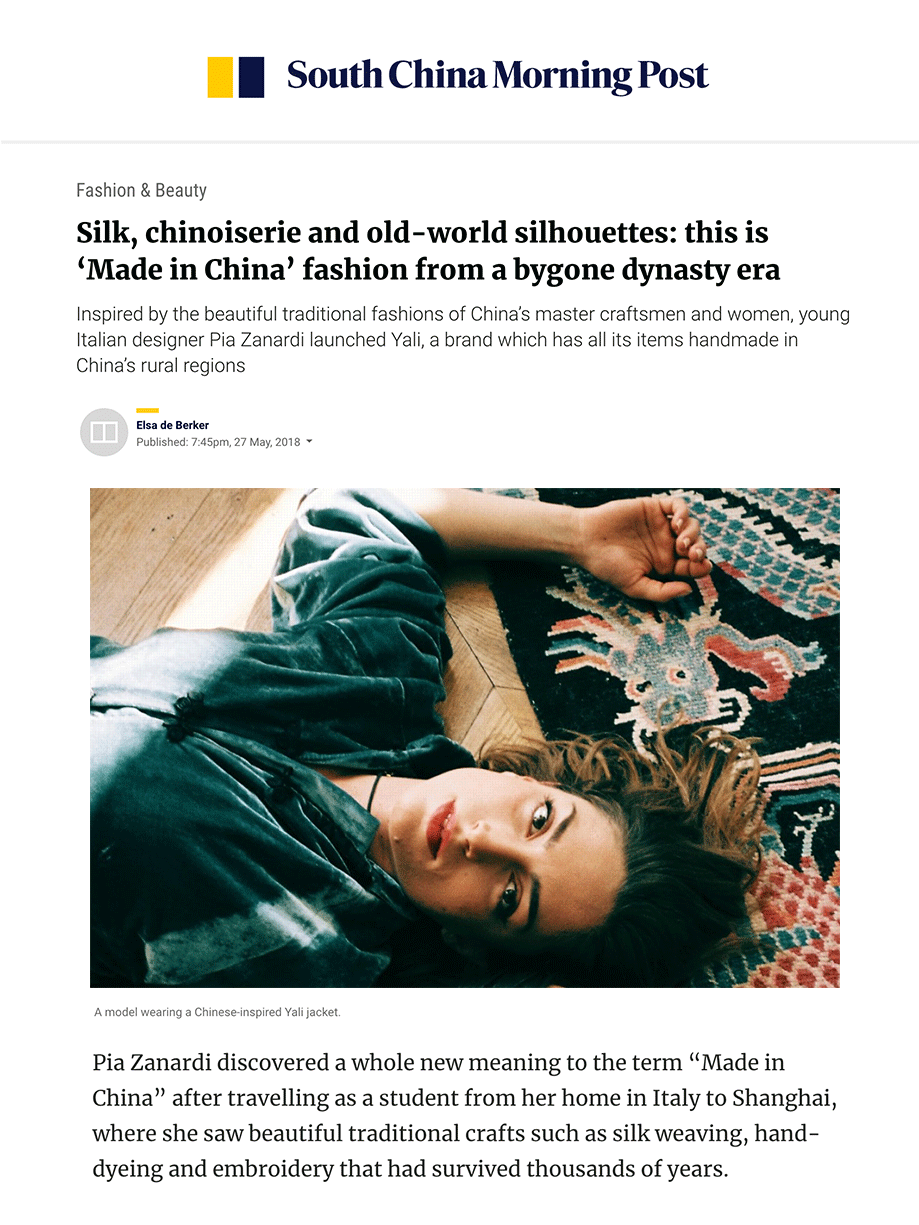 South China Morning Post
Fashion & Beauty
Silk, chinoiserie and old-world silhouettes: this is
‘Made in China’ fashion from a bygone dynasty era
Inspired by the beautiful traditional fashions of China’s master craftsmen and women, young
Italian designer Pia Zanardi launched Yali, a brand which has all its items handmade in
China’s rural regions
Elsa de Berker
Published: 7:45pm, 27 May, 2018
A model wearing a Chinese-inspired Yali jacket.
Pia Zanardi discovered a whole new meaning to the term “Made in
China” after travelling as a student from her home in Italy to Shanghai,
where she saw beautiful traditional crafts such as silk weaving, hand-
dyeing and embroidery that had survived thousands of years.